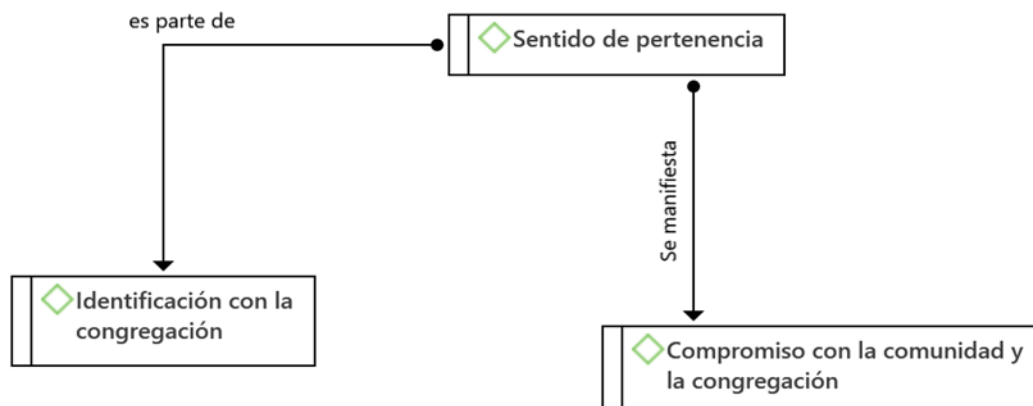 es parte de
Sentido de pertenencia
Se manifiesta
Identificación con la
congregación
Compromiso con la comunidad y
la congregación